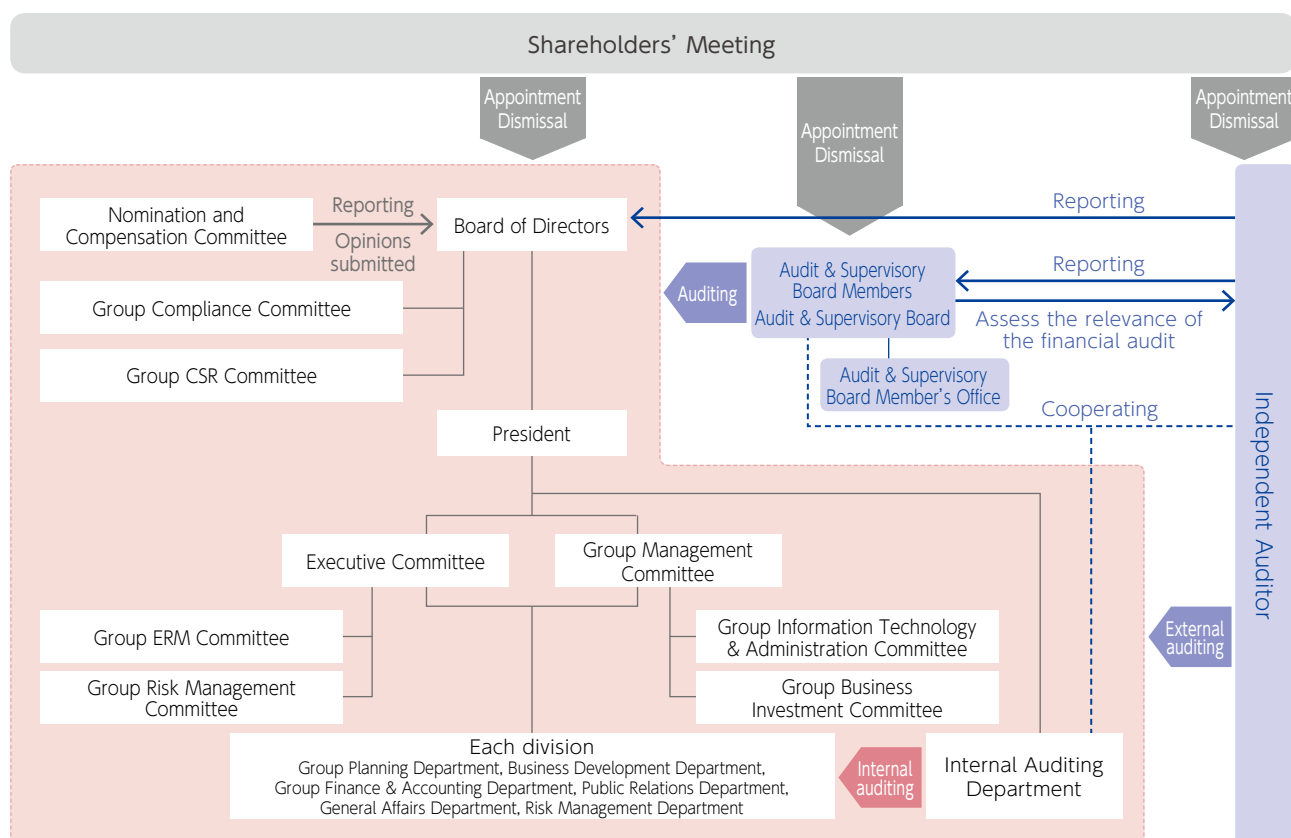 Shareholders’ Meeting
Appointment
Dismissal
Appointment
Dismissal
Appointment
Dismissal
Nomination and
Compensation Committee
Reporting
Opinions
submitted
Board of Directors
Reporting
Group Compliance Committee
Group CSR Committee
Auditing
Audit & Supervisory
Board Members
Audit & Supervisory Board
Reporting
Assess the relevance of
the financial audit
Audit & Supervisory
Board Member’s Office
Cooperating
Independent Auditor
President
Executive Committee
Group Management
Committee
Group ERM Committee
Group Risk Management
Committee
Group Information Technology
& Administration Committee
Group Business
Investment Committee
External
auditing
Each division
Group Planning Department, Business Development Department,
Group Finance & Accounting Department, Public Relations Department,
General Affairs Department, Risk Management Department
Internal
auditing
Internal Auditing
Department